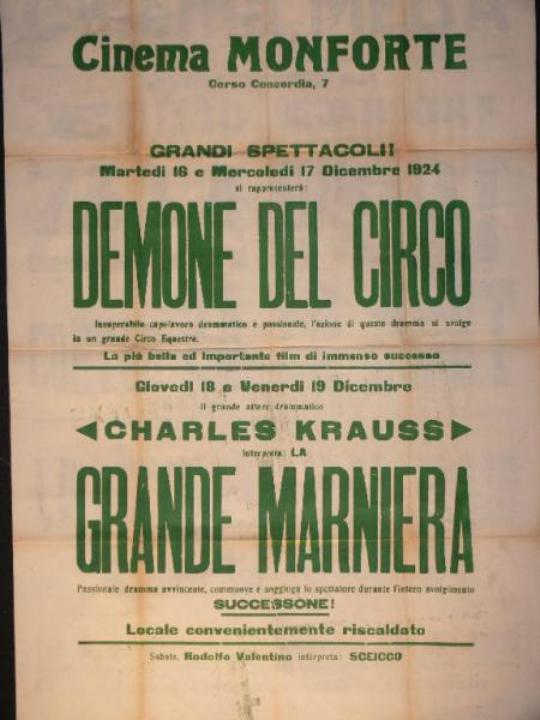 Cinema MONFORTE
Corso Concordia, 7
GRANDI SPETTACOLI!
Martedì 16 e Mercoledì 17 Dicembre 1924
si rappresenterà:
DEMONE DEL CIRCO
Insuperabile capolavoro drammatico e passionale, l'azione di questo dramma si svolge
in un grande Circo Equestre.
La più bella ed importante film di immenso successo
Giovedì 18 e Venerdì 19 Dicembre
Il grande attore drammatico
◄CHARLES KRAUSS►
interpreta: LA
GRANDE MARNIERA
Passionale dramma avvincente, commuove e soggioga lo spettatore durante l'intero svolgimento
SUCCESSONE!
Locale convenientemente riscaldato
Sabato, Rodolfo Valentino interpreta: SCEICCO